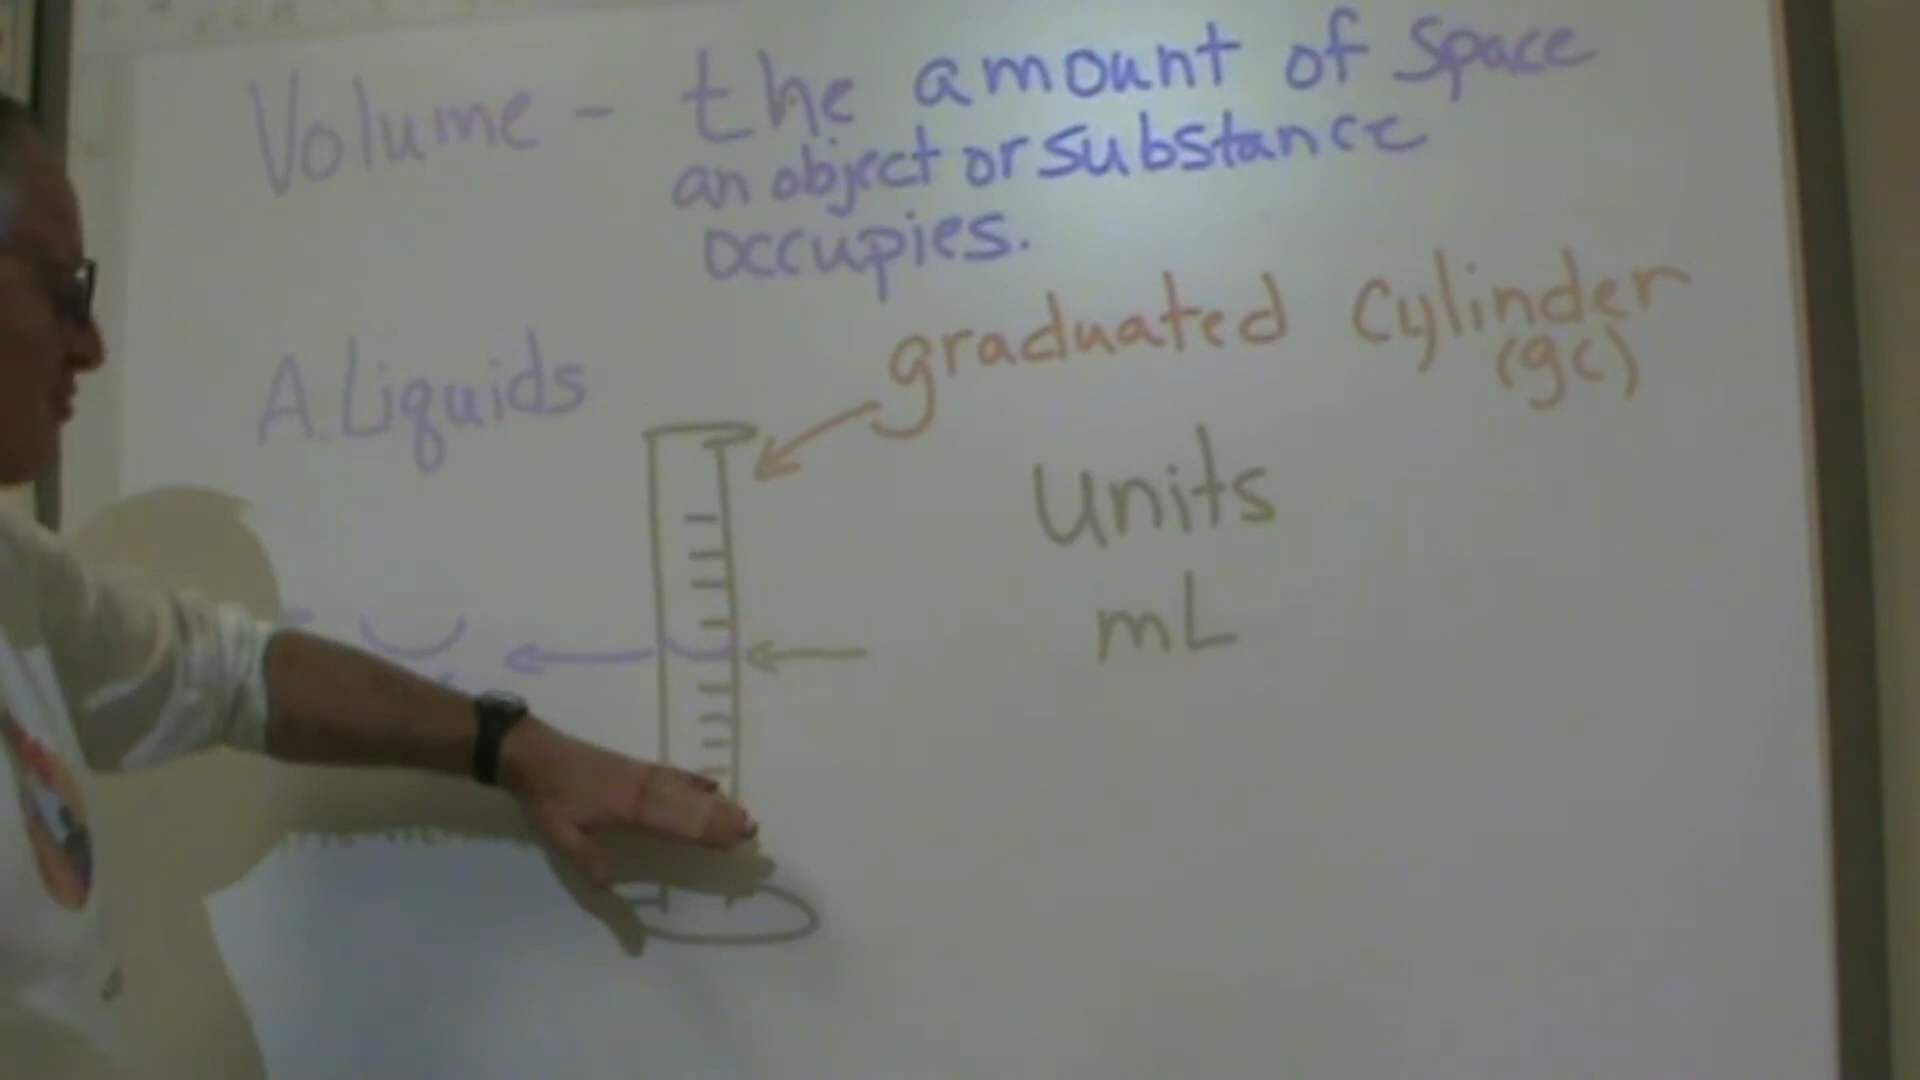 Volume - the amount of space
an object or substance
occupies.
graduated cylinder
(gc)
A. Liquids
Units
mL